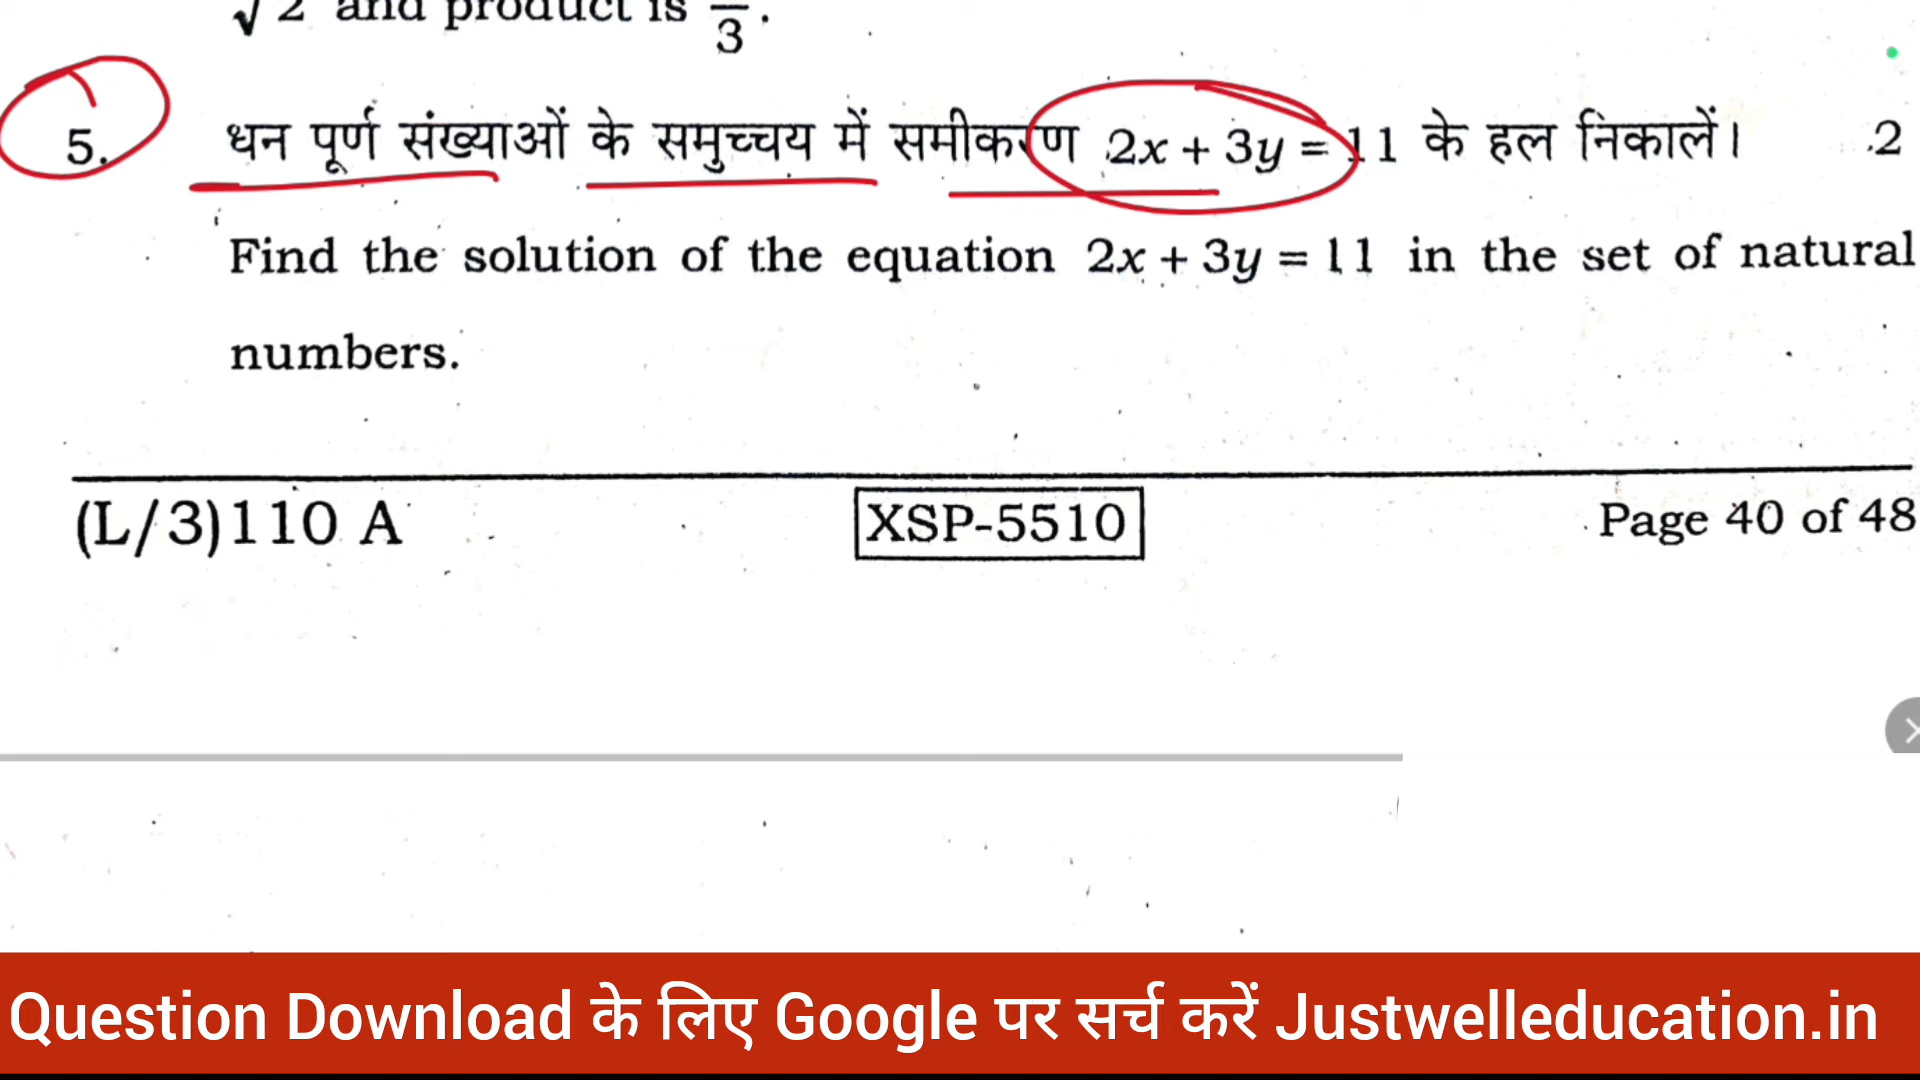 √2 and product is 1/3.
5. धन पूर्ण संख्याओं के समुच्चय में समीकरण 2x + 3y = 11 के हल निकालें। 2
Find the solution of the equation 2x + 3y = 11 in the set of natural
numbers.
(L/3)110 A XSP-5510 Page 40 of 48
Question Download के लिए Google पर सर्च करें Justwelleducation.in